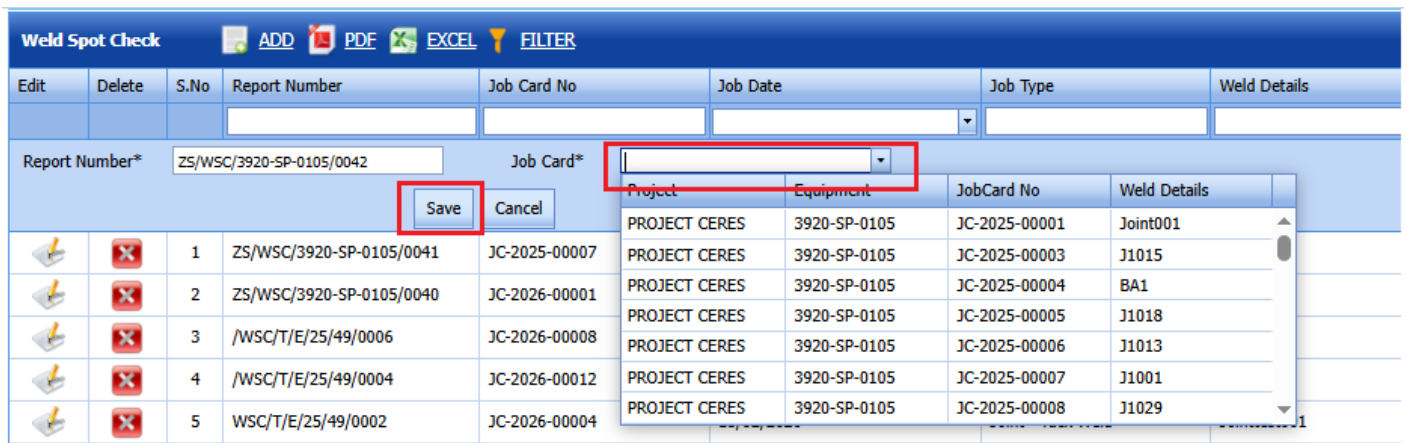 Weld Spot Check ADD PDF EXCEL FILTER
Edit Delete S.No Report Number Job Card No Job Date Job Type Weld Details
Report Number* ZS/WSC/3920-SP-0105/0042 Job Card*
Project Equipment JobCard No Weld Details
Save Cancel
PROJECT CERES 3920-SP-0105 JC-2025-00001 Joint001
1 ZS/WSC/3920-SP-0105/0041 JC-2025-00007 PROJECT CERES 3920-SP-0105 JC-2025-00003 J1015
PROJECT CERES 3920-SP-0105 JC-2025-00004 BA1
2 ZS/WSC/3920-SP-0105/0040 JC-2026-00001
PROJECT CERES 3920-SP-0105 JC-2025-00005 J1018
3 /WSC/T/E/25/49/0006 JC-2026-00008 PROJECT CERES 3920-SP-0105 JC-2025-00006 J1013
4 /WSC/T/E/25/49/0004 JC-2026-00012 PROJECT CERES 3920-SP-0105 JC-2025-00007 J1001
PROJECT CERES 3920-SP-0105 JC-2025-00008 J1029
5 WSC/T/E/25/49/0002 JC-2026-00004